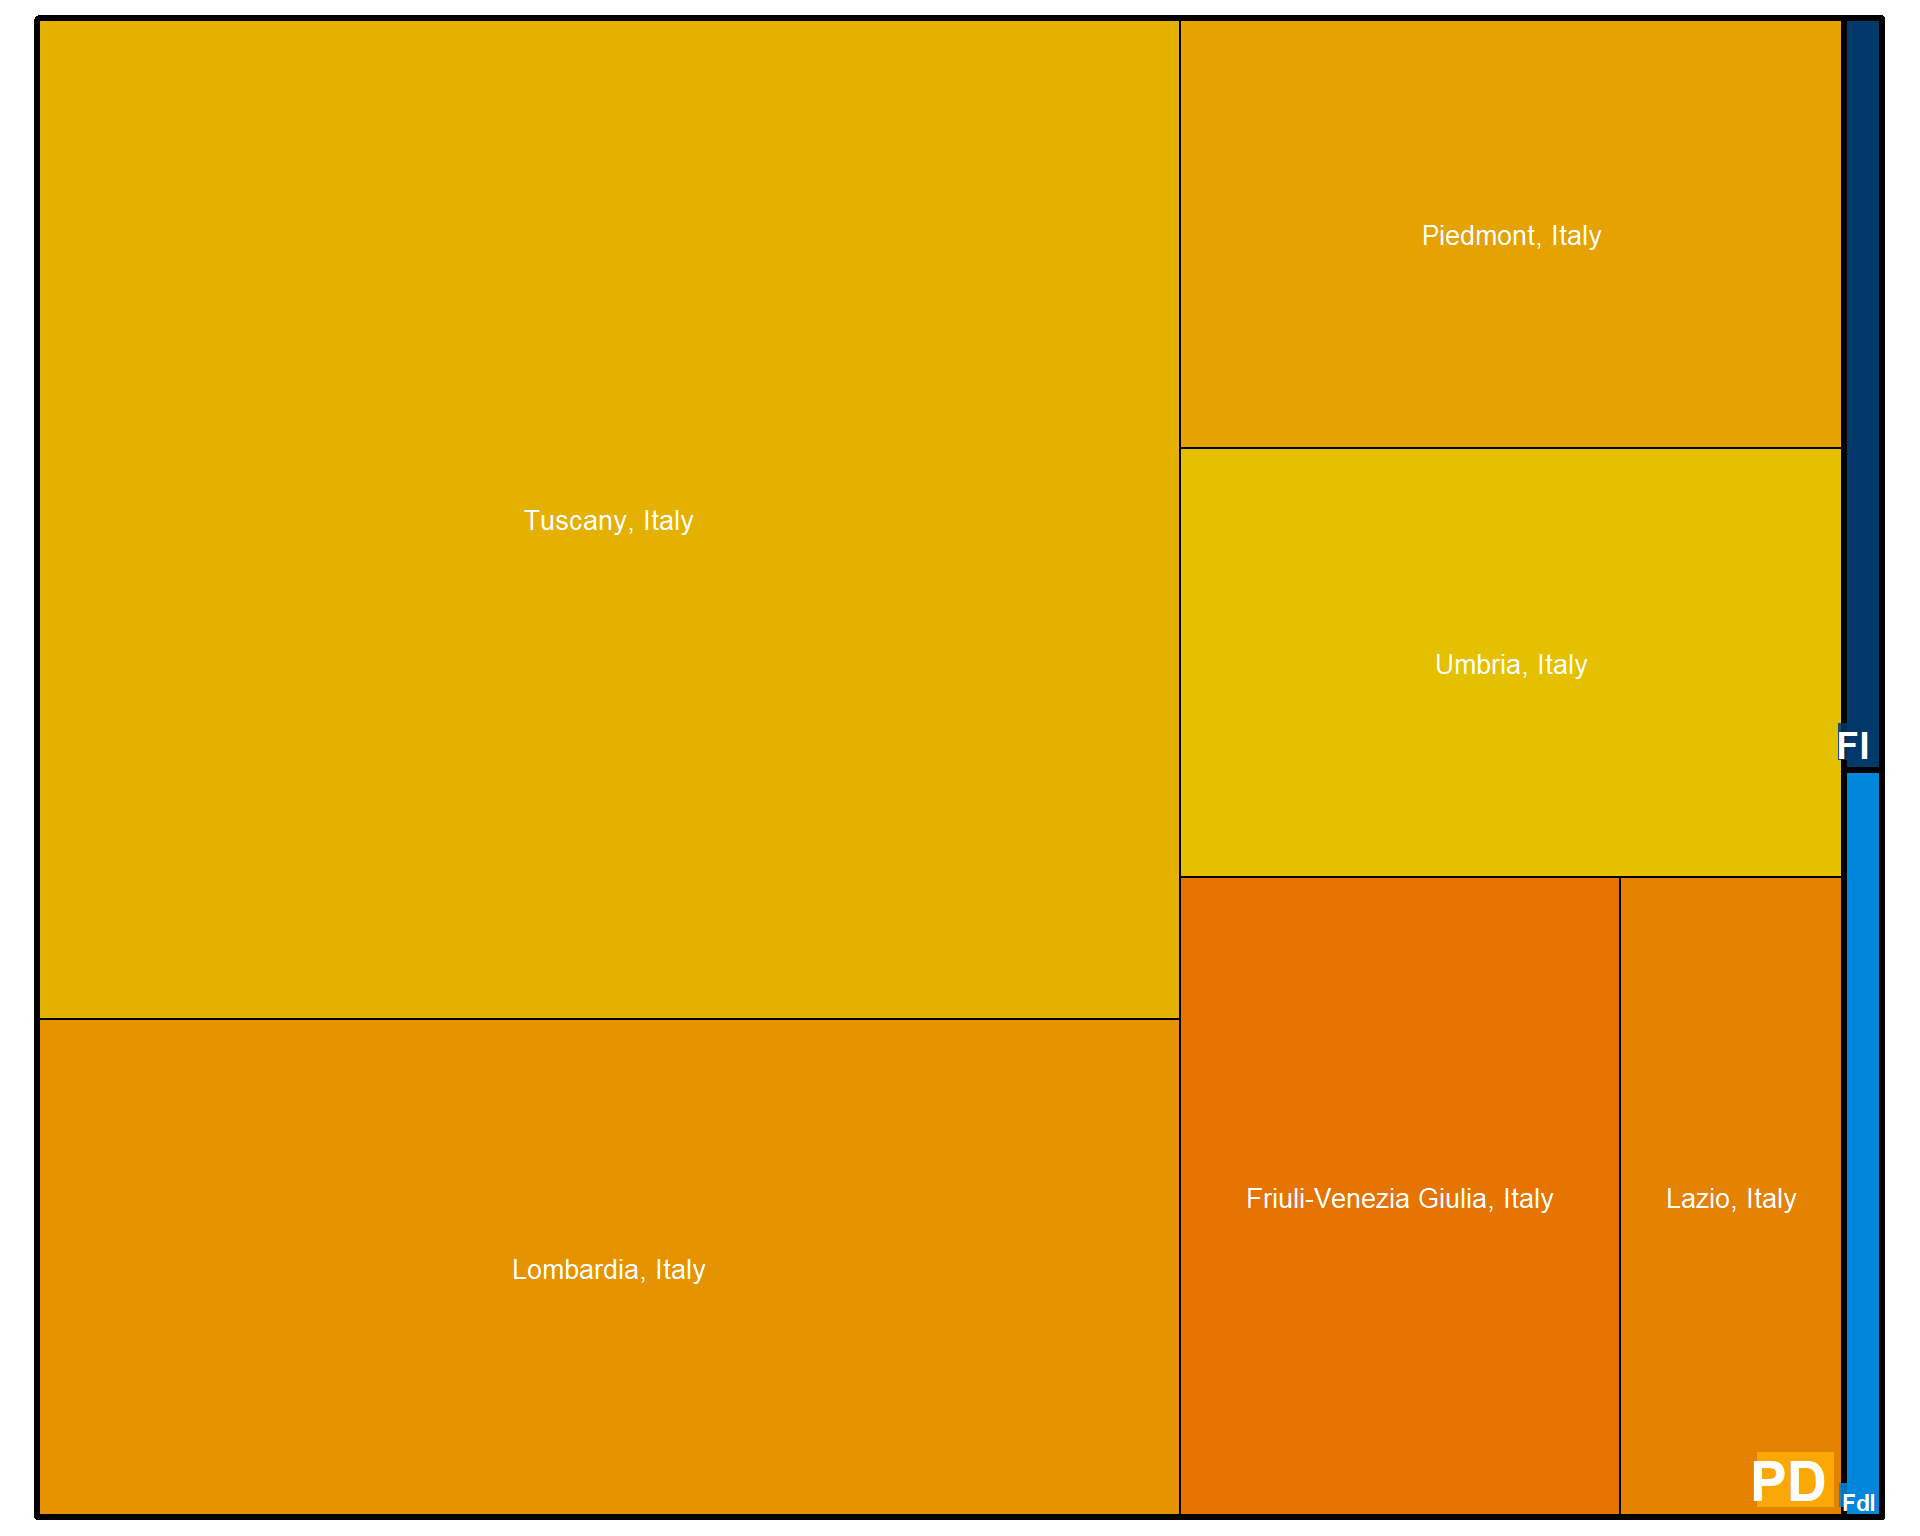 Tuscany, Italy
Piedmont, Italy
Umbria, Italy
FI
Friuli-Venezia Giulia, Italy
Lazio, Italy
Lombardia, Italy
PD
FdI